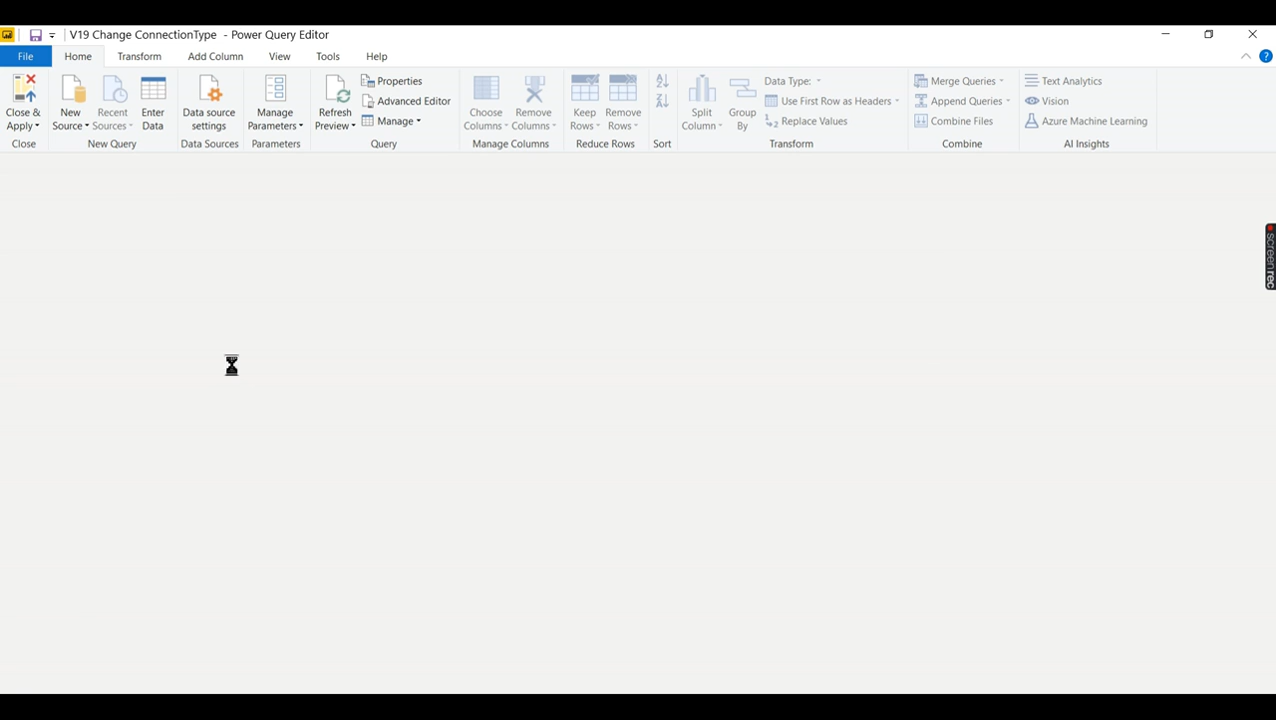 V19 Change ConnectionType - Power Query Editor
File Home Transform Add Column View Tools Help
Close & Apply
Close
New Source
Recent Sources
Enter Data
New Query
Data source settings
Data Sources
Manage Parameters
Parameters
Refresh Preview
Properties
Advanced Editor
Manage
Query
Choose Columns
Remove Columns
Manage Columns
Keep Rows
Remove Rows
Reduce Rows
Sort
Split Column
Group By
Data Type:
Use First Row as Headers
Replace Values
Transform
Merge Queries
Append Queries
Combine Files
Combine
Text Analytics
Vision
Azure Machine Learning
AI Insights
screenrec